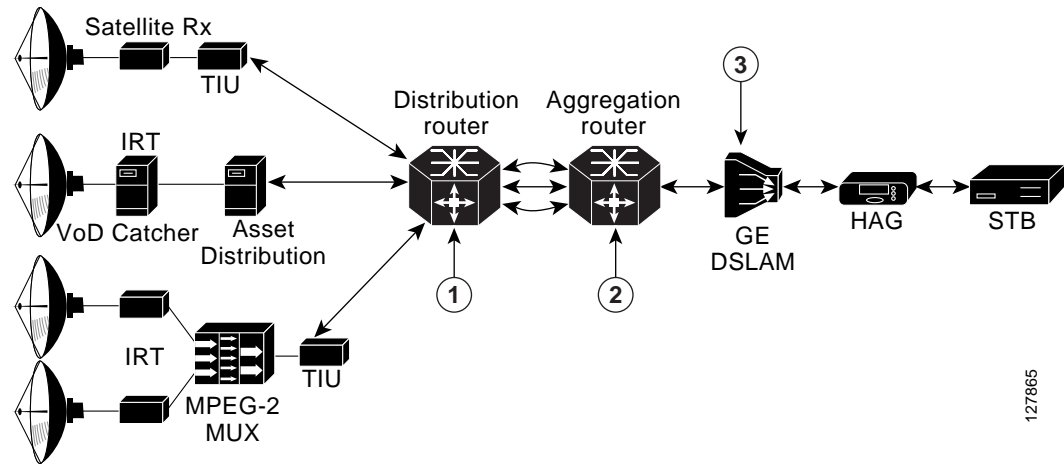 Satellite Rx
TIU
3
Distribution
router
Aggregation
router
IRT
VoD Catcher
Asset
Distribution
GE
DSLAM
HAG
STB
1
2
IRT
TIU
MPEG-2
MUX
127865